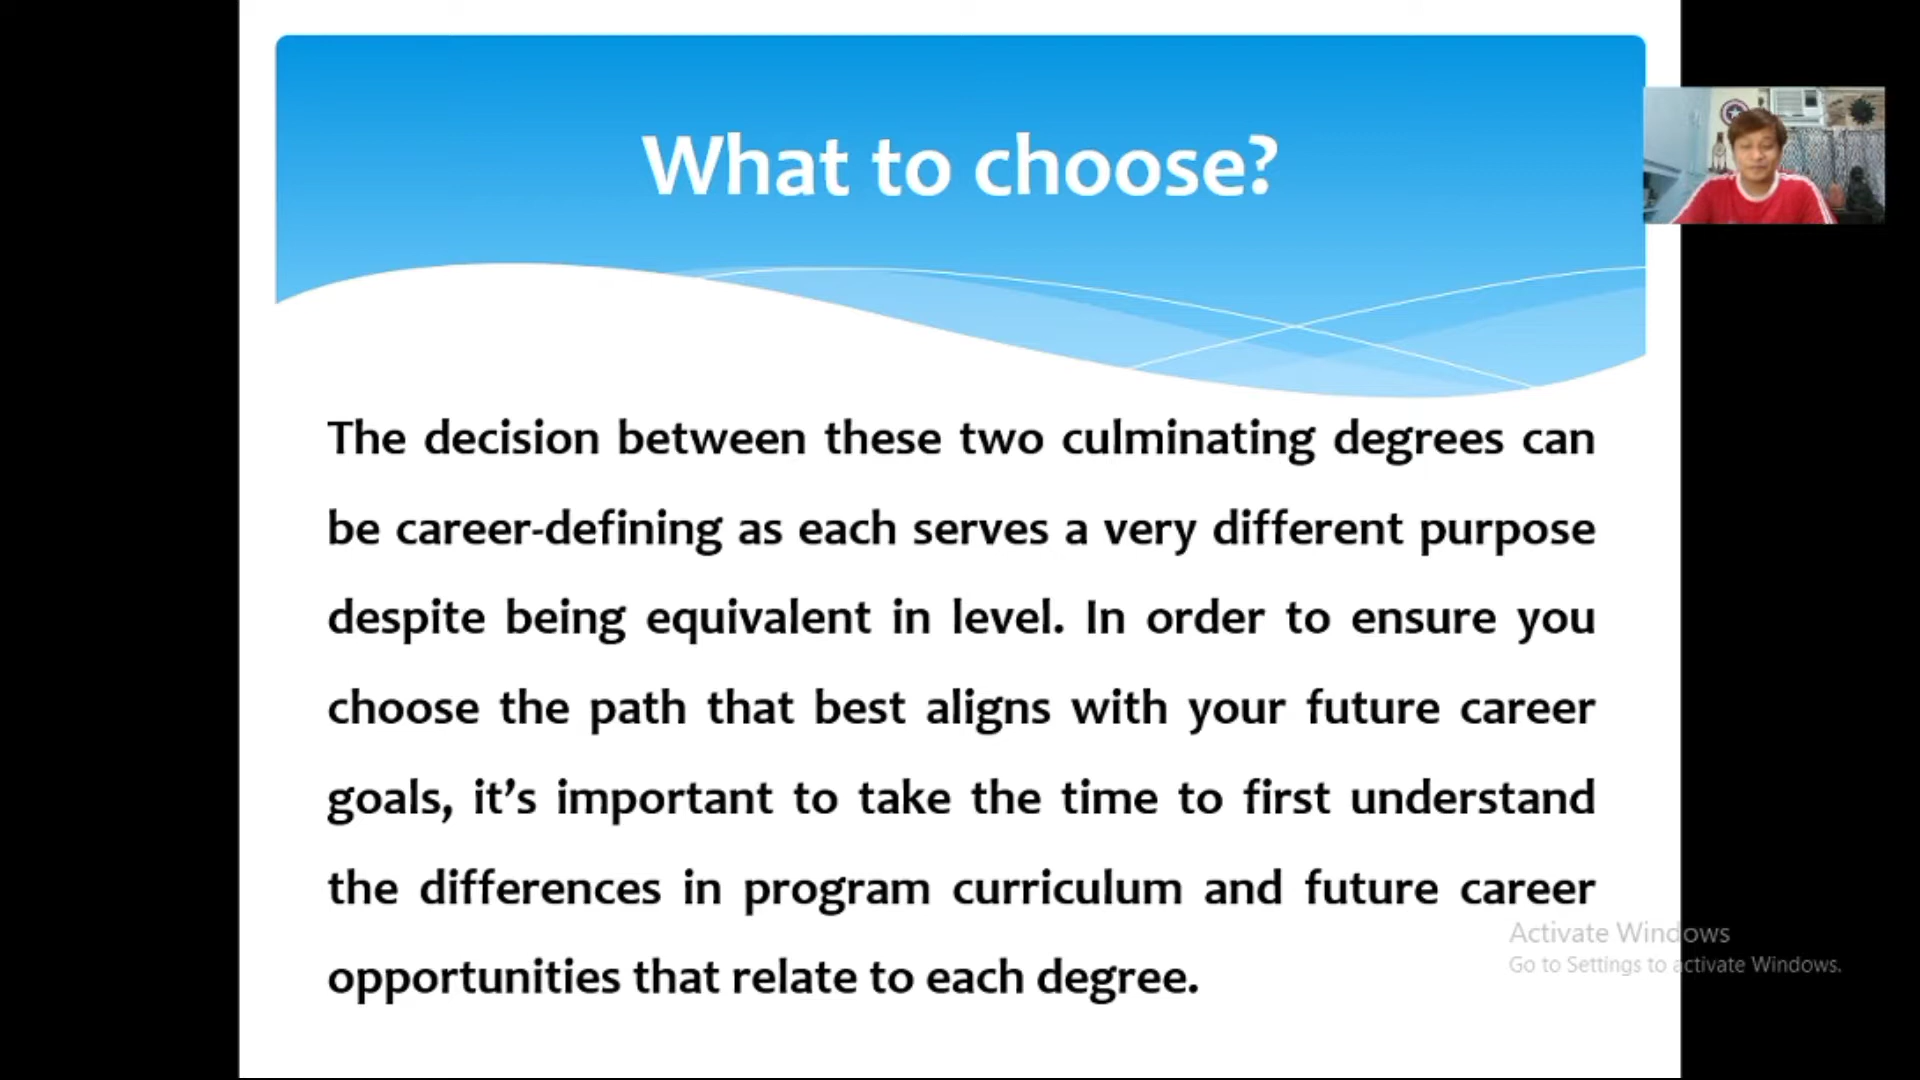 What to choose?
The decision between these two culminating degrees can
be career-defining as each serves a very different purpose
despite being equivalent in level. In order to ensure you
choose the path that best aligns with your future career
goals, it’s important to take the time to first understand
the differences in program curriculum and future career
opportunities that relate to each degree.
Activate Windows
Go to Settings to activate Windows.